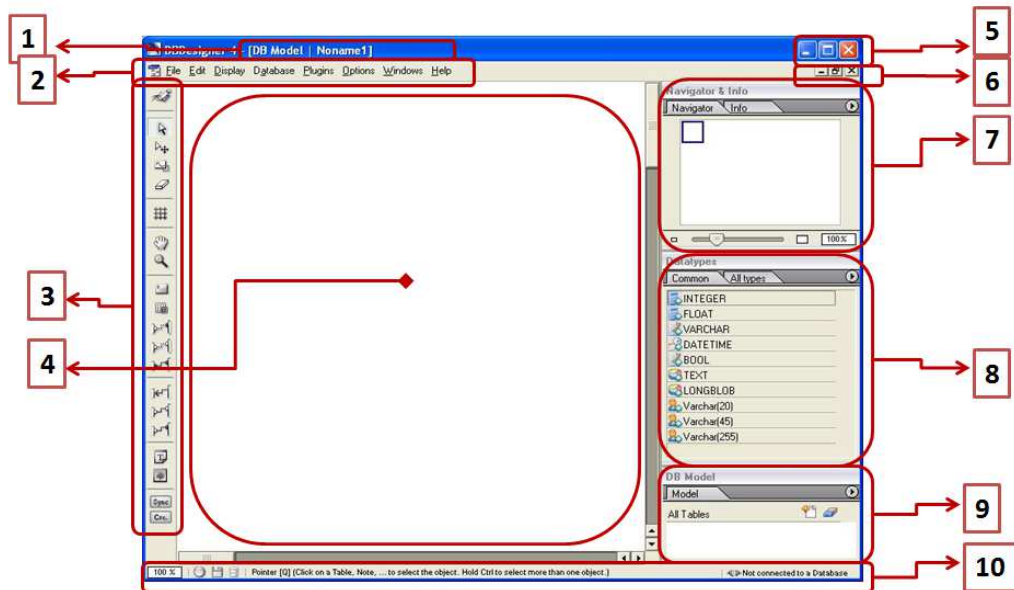 1
DBDesigner 4 - [DB Model | Noname1]
5
2
File Edit Display Database Plugins Options Windows Help
6
Navigator & Info
Navigator Info
7
100%
3
4
Datatypes
Common All types
INTEGER
FLOAT
VARCHAR
DATETIME
BOOL
TEXT
LONGBLOB
Varchar(20)
Varchar(45)
Varchar(255)
8
DB Model
Model
All Tables
9
Sync
100 %
Pointer [Q] (Click on a Table, Note, ... to select the object. Hold Ctrl to select more than one object.)
Not connected to a Database
10